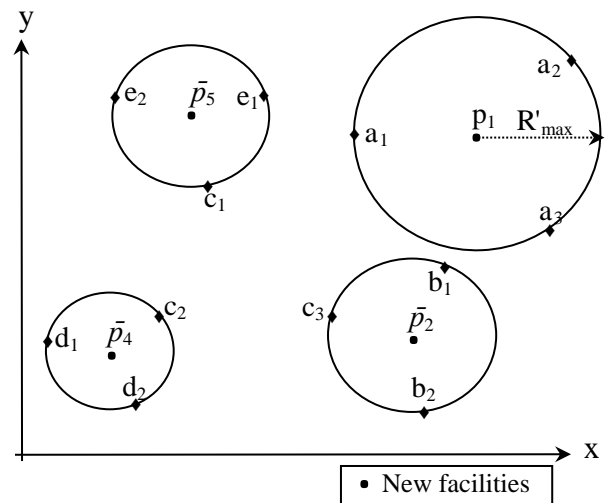 y
a₂
e₂ p̄₅ e₁
p₁ R'ₘₐₓ
a₁
c₁
a₃
b₁
c₂ c₃
d₁ p̄₄ p̄₂
d₂ b₂
x
• New facilities